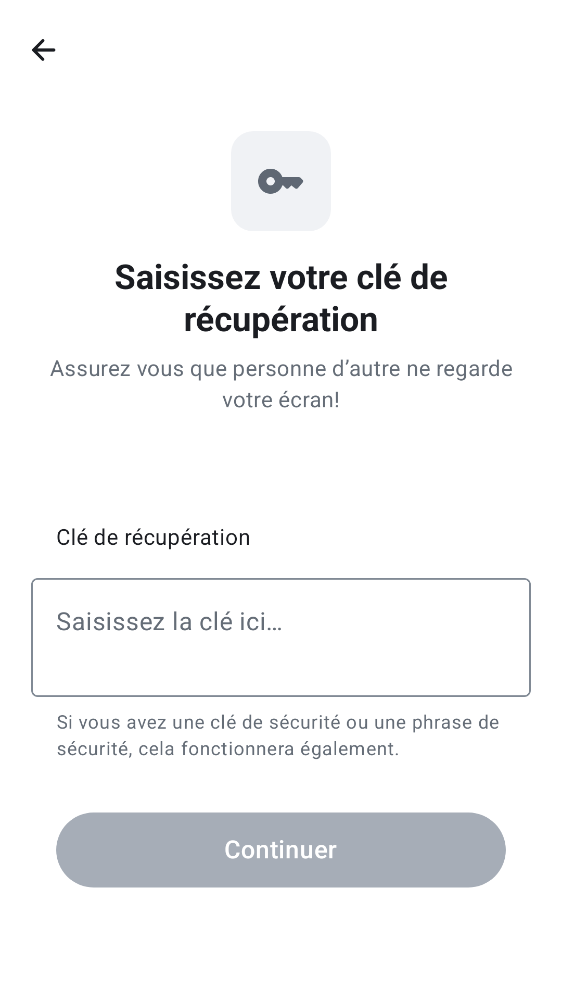 Saisissez votre clé de
récupération
Assurez vous que personne d’autre ne regarde
votre écran!
Clé de récupération
Saisissez la clé ici…
Si vous avez une clé de sécurité ou une phrase de
sécurité, cela fonctionnera également.
Continuer